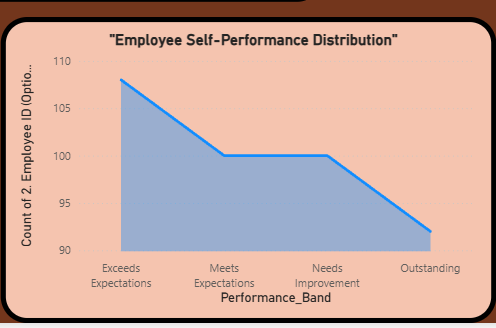 "Employee Self-Performance Distribution"
Count of 2. Employee ID (Optio...
110
105
100
95
90
Exceeds
Expectations
Meets
Expectations
Needs
Improvement
Outstanding
Performance_Band